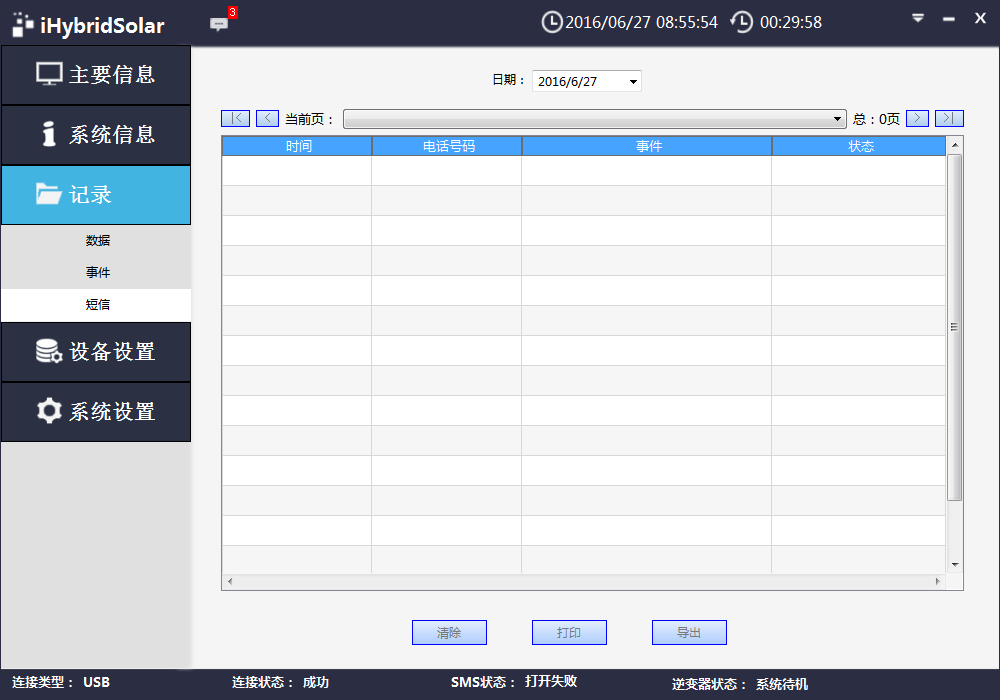 iHybridSolar 3 2016/06/27 08:55:54 00:29:58 X
主要信息
系统信息
记录
数据
事件
短信
设备设置
系统设置
日期： 2016/6/27
当前页： 总：0页
时间 电话号码 事件 状态
清除 打印 导出
连接类型： USB 连接状态： 成功 SMS状态： 打开失败 逆变器状态： 系统待机